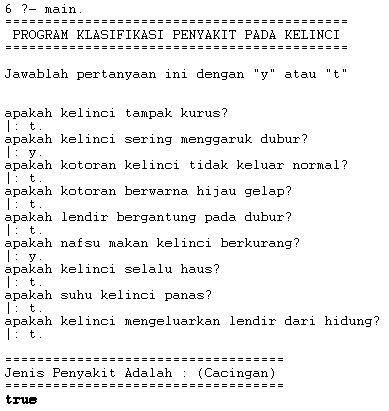 6 ?- main.
===========================================
 PROGRAM KLASIFIKASI PENYAKIT PADA KELINCI
===========================================
Jawablah pertanyaan ini dengan "y" atau "t"
apakah kelinci tampak kurus?
|: t.
apakah kelinci sering menggaruk dubur?
|: y.
apakah kotoran kelinci tidak keluar normal?
|: t.
apakah kotoran berwarna hijau gelap?
|: t.
apakah lendir bergantung pada dubur?
|: t.
apakah nafsu makan kelinci berkurang?
|: y.
apakah kelinci selalu haus?
|: t.
apakah suhu kelinci panas?
|: t.
apakah kelinci mengeluarkan lendir dari hidung?
|: t.
===================================
Jenis Penyakit Adalah : (Cacingan)
===================================
true